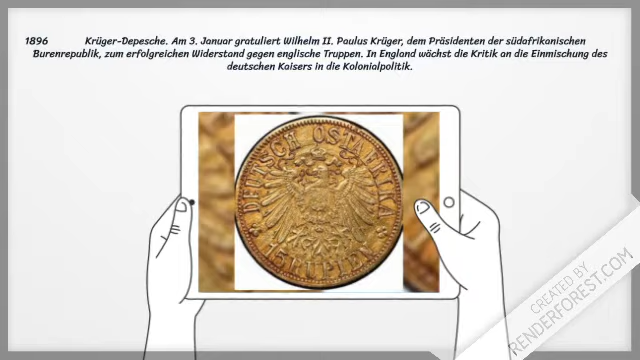 1896 Krüger-Depesche. Am 3. Januar gratuliert Wilhelm II. Paulus Krüger, dem Präsidenten der südafrikanischen
Burenrepublik, zum erfolgreichen Widerstand gegen englische Truppen. In England wächst die Kritik an die Einmischung des
deutschen Kaisers in die Kolonialpolitik.
DEUTSCH OSTAFRIKA
15 RUPIEN
CREATED BY
RENDERFOREST.COM